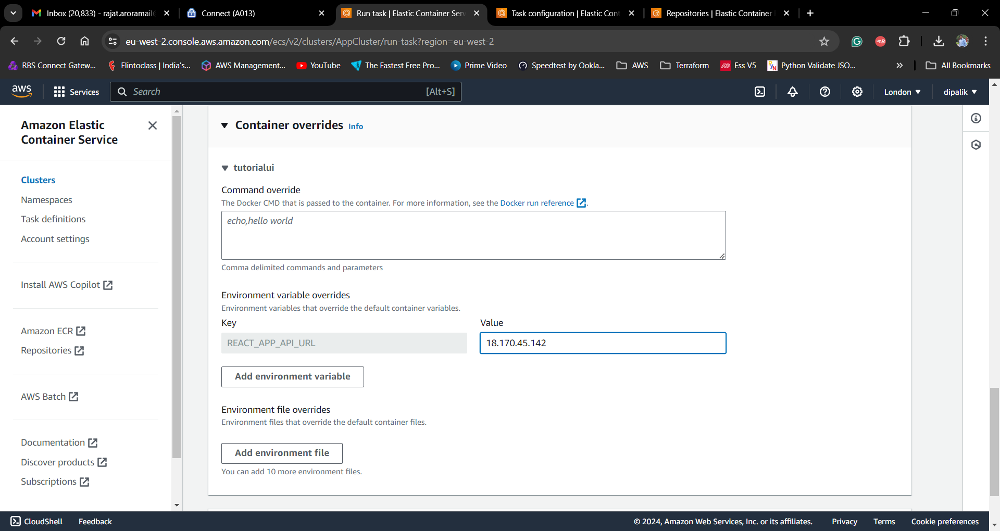 Inbox (20,833) - rajat.aroramail
Connect (A013)
Run task | Elastic Container Serv
Task configuration | Elastic Cont
Repositories | Elastic Container
eu-west-2.console.aws.amazon.com/ecs/v2/clusters/AppCluster/run-task?region=eu-west-2
RBS Connect Gatew...
Flintoclass | India's...
AWS Management...
YouTube
The Fastest Free Pro...
Prime Video
Speedtest by Ookla...
AWS
Terraform
Ess V5
Python Validate JSO...
All Bookmarks
aws
Services
Search
[Alt+S]
London
dipalik
Amazon Elastic
Container Service
Clusters
Namespaces
Task definitions
Account settings
Install AWS Copilot
Amazon ECR
Repositories
AWS Batch
Documentation
Discover products
Subscriptions
Container overrides Info
tutorialui
Command override
The Docker CMD that is passed to the container. For more information, see the Docker run reference.
echo,hello world
Comma delimited commands and parameters
Environment variable overrides
Environment variables that override the default container variables.
Key
Value
REACT_APP_API_URL
18.170.45.142
Add environment variable
Environment file overrides
Environment files that override the default container files.
Add environment file
You can add 10 more environment files.
CloudShell
Feedback
© 2024, Amazon Web Services, Inc. or its affiliates.
Privacy
Terms
Cookie preferences